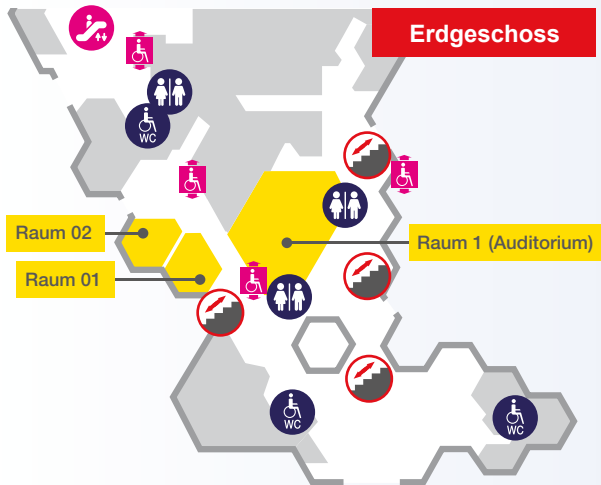 Erdgeschoss
WC
Raum 02
Raum 1 (Auditorium)
Raum 01
WC
WC